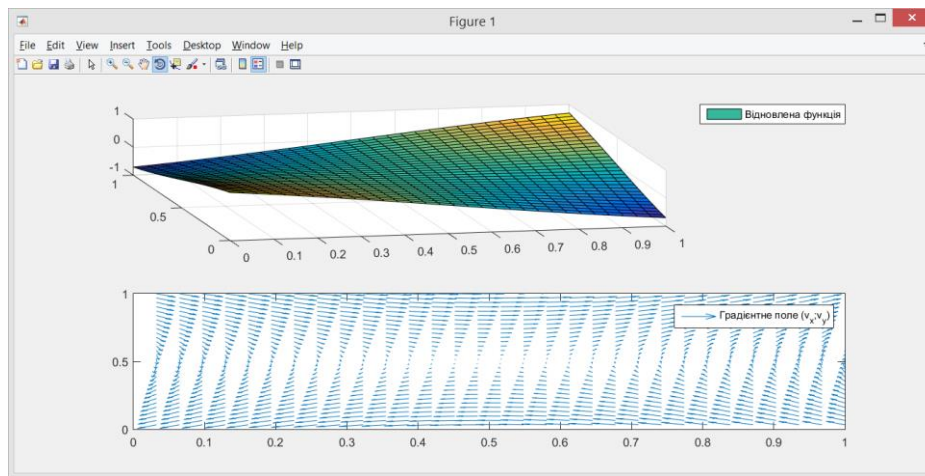 Figure 1
File Edit View Insert Tools Desktop Window Help
Відновлена функція
1
0
-1
1
0.5
0
0 0.1 0.2 0.3 0.4 0.5 0.6 0.7 0.8 0.9 1
Градієнтне поле (v_x;v_y)
1
0.5
0
0 0.1 0.2 0.3 0.4 0.5 0.6 0.7 0.8 0.9 1